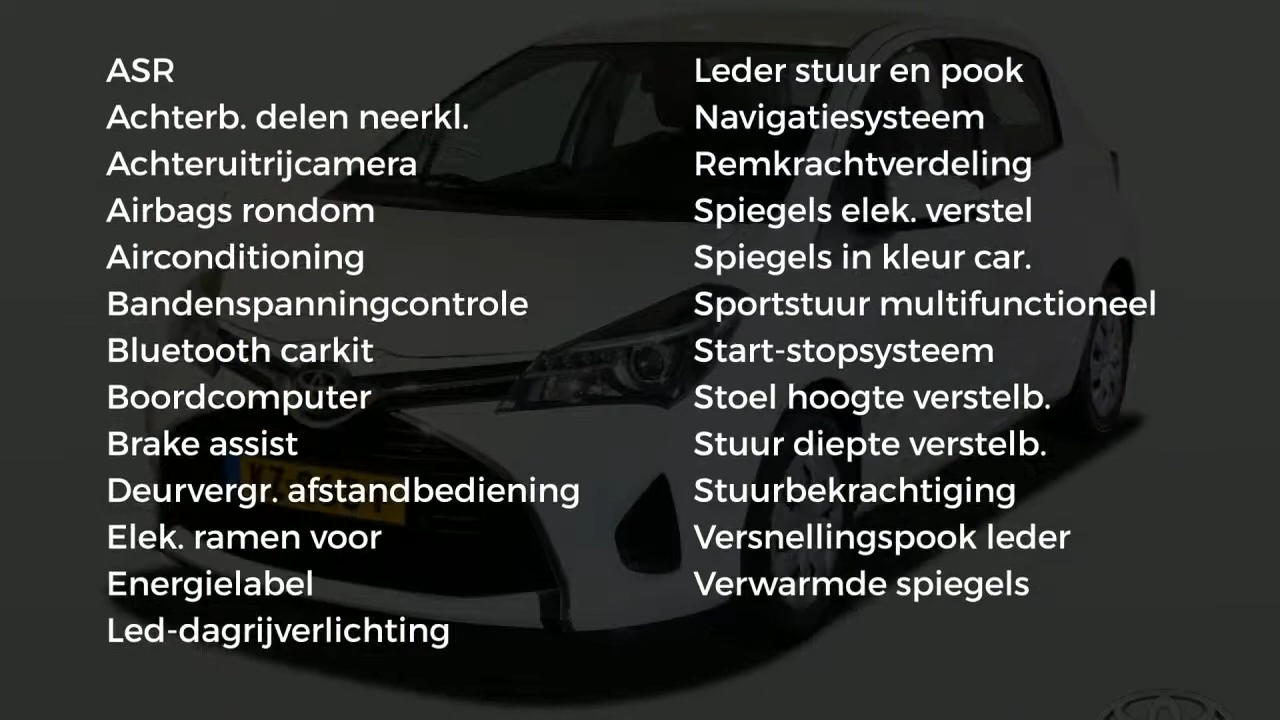 ASR
Achterb. delen neerkl.
Achteruitrijcamera
Airbags rondom
Airconditioning
Bandenspanningcontrole
Bluetooth carkit
Boordcomputer
Brake assist
Deurvergr. afstandbediening
Elek. ramen voor
Energielabel
Led-dagrijverlichting
Leder stuur en pook
Navigatiesysteem
Remkrachtverdeling
Spiegels elek. verstel
Spiegels in kleur car.
Sportstuur multifunctioneel
Start-stopsysteem
Stoel hoogte verstelb.
Stuur diepte verstelb.
Stuurbekrachtiging
Versnellingspook leder
Verwarmde spiegels